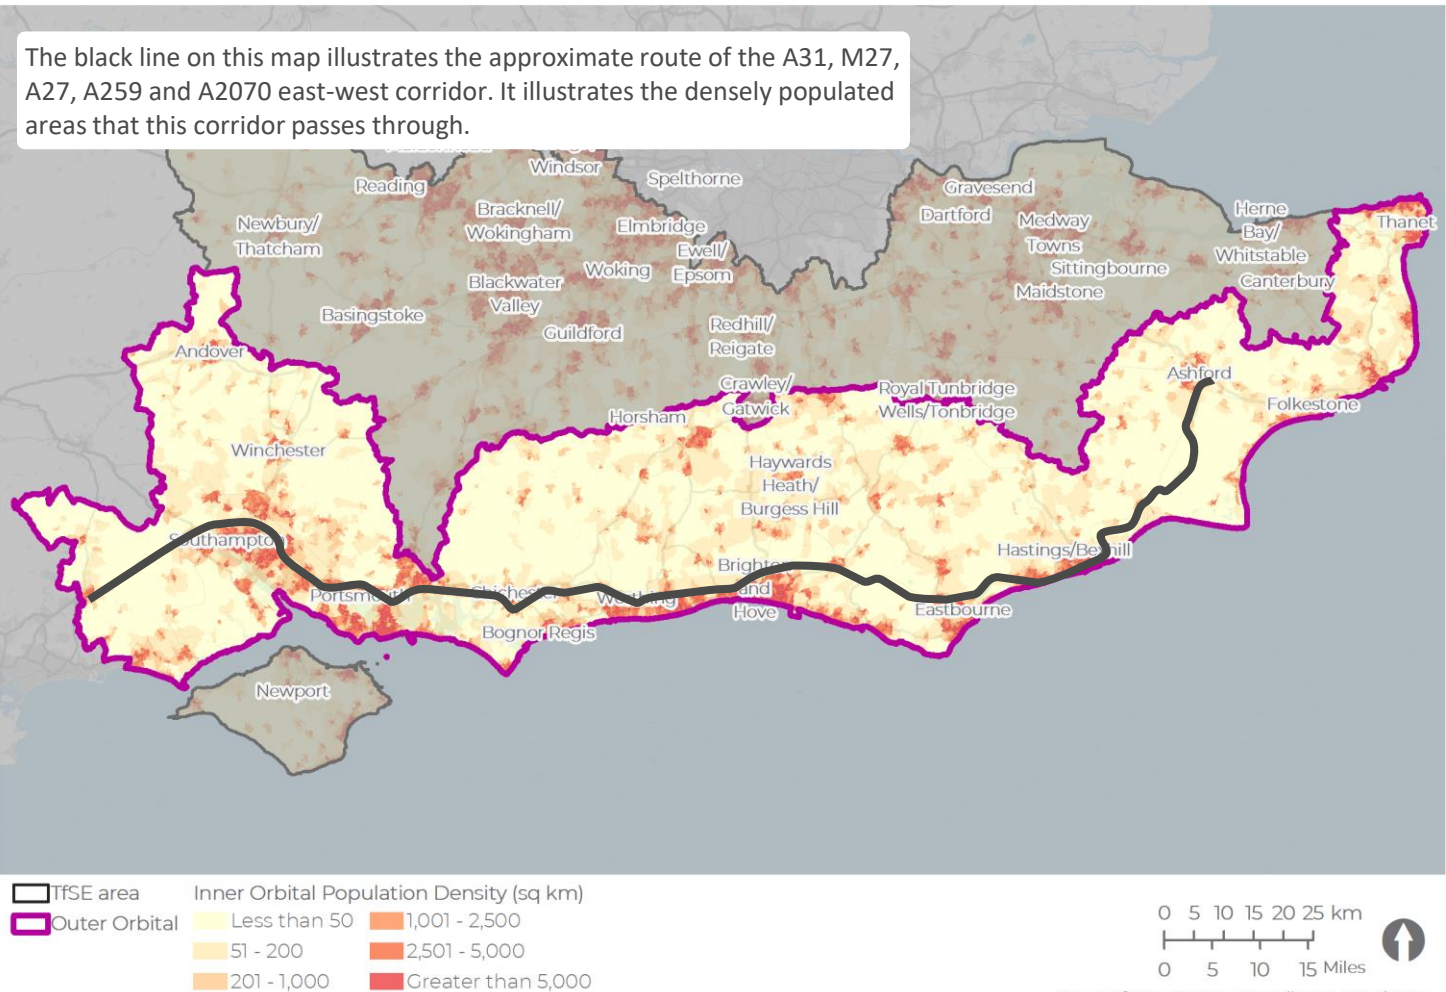 The black line on this map illustrates the approximate route of the A31, M27,
A27, A259 and A2070 east-west corridor. It illustrates the densely populated
areas that this corridor passes through.
Windsor
Spelthorne
Reading
Gravesend
Dartford
Newbury/
Thatcham
Bracknell/
Wokingham
Elmbridge
Medway
Towns
Herne
Bay/
Whitstable
Thanet
Ewell/
Epsom
Woking
Sittingbourne
Canterbury
Blackwater
Valley
Maidstone
Basingstoke
Guildford
Redhill/
Reigate
Andover
Ashford
Crawley/
Gatwick
Royal Tunbridge
Wells/Tonbridge
Horsham
Folkestone
Winchester
Haywards
Heath/
Burgess Hill
Southampton
Hastings/Bexhill
Brighton
and
Hove
Portsmouth
Chichester
Worthing
Eastbourne
Bognor Regis
Newport
TfSE area
Outer Orbital
Inner Orbital Population Density (sq km)
Less than 50
51 - 200
201 - 1,000
1,001 - 2,500
2,501 - 5,000
Greater than 5,000
0 5 10 15 20 25 km
0 5 10 15 Miles